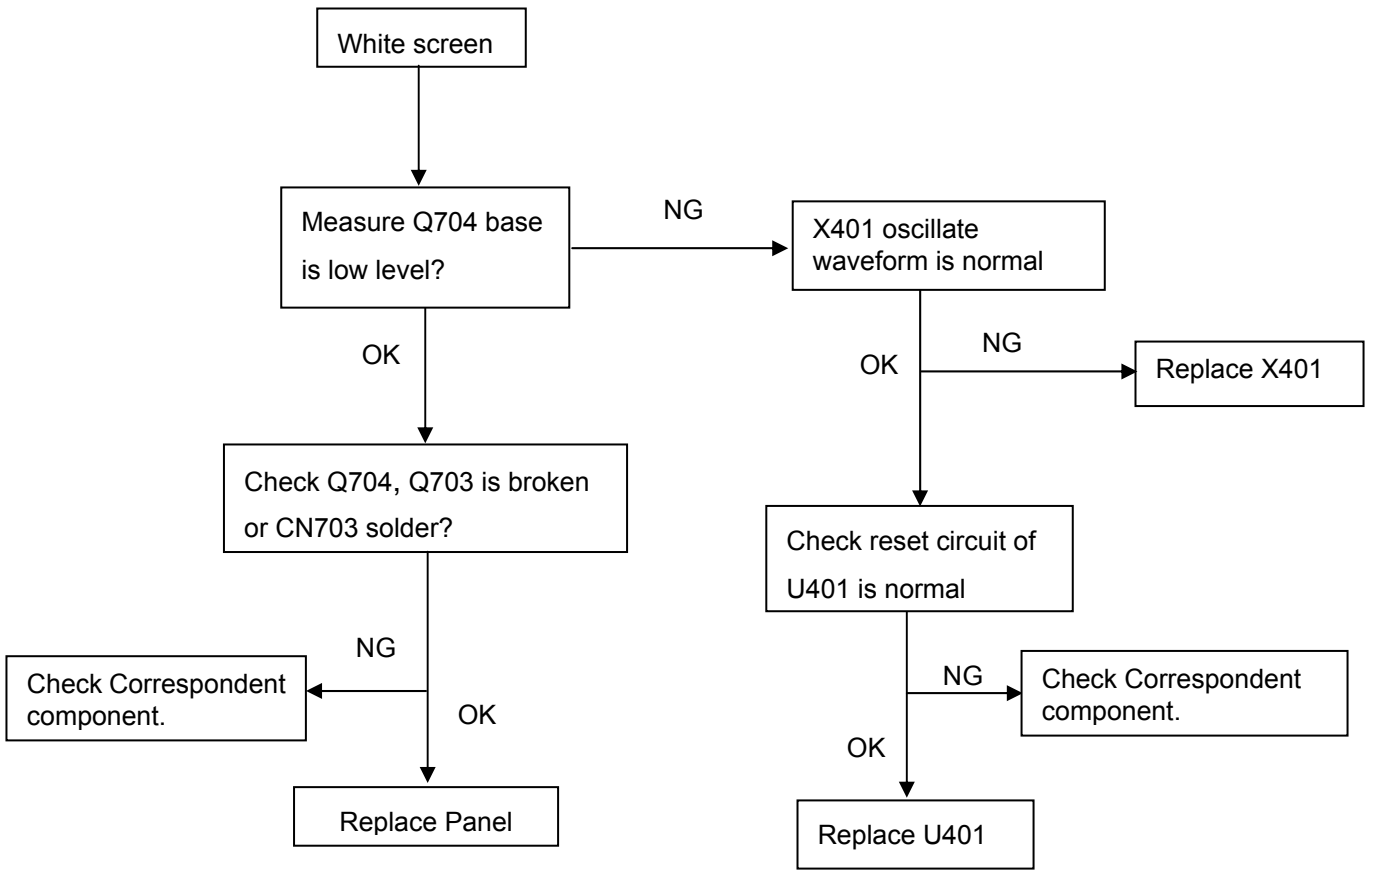 White screen
Measure Q704 base
is low level?
NG
X401 oscillate
waveform is normal
OK
OK
NG
Replace X401
Check Q704, Q703 is broken
or CN703 solder?
Check reset circuit of
U401 is normal
NG
Check Correspondent
component.
OK
NG
Check Correspondent
component.
OK
Replace Panel
Replace U401